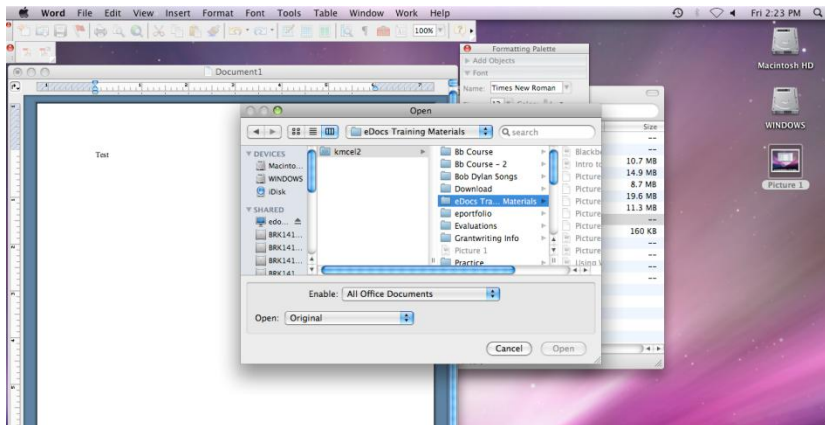 Word File Edit View Insert Format Font Tools Table Window Work Help Fri 2:23 PM
100%
Formatting Palette
Add Objects
Font
Name: Times New Roman
Document1
Test
Open
eDocs Training Materials
search
DEVICES
Macinto...
WINDOWS
iDisk
SHARED
edo...
BRK141...
BRK141...
BRK141...
BRK141
kmcel2
Bb Course
Bb Course - 2
Bob Dylan Songs
Download
eDocs Tra... Materials
eportfolio
Evaluations
Grantwriting Info
Picture 1
Practice
Blackb
Intro to
Picture
Picture
Picture
Picture
Picture
Picture
Picture
Using
Enable: All Office Documents
Open: Original
Cancel Open
Size
--
10.7 MB
14.9 MB
8.7 MB
19.6 MB
11.3 MB
--
160 KB
--
--
--
--
Macintosh HD
WINDOWS
Picture 1